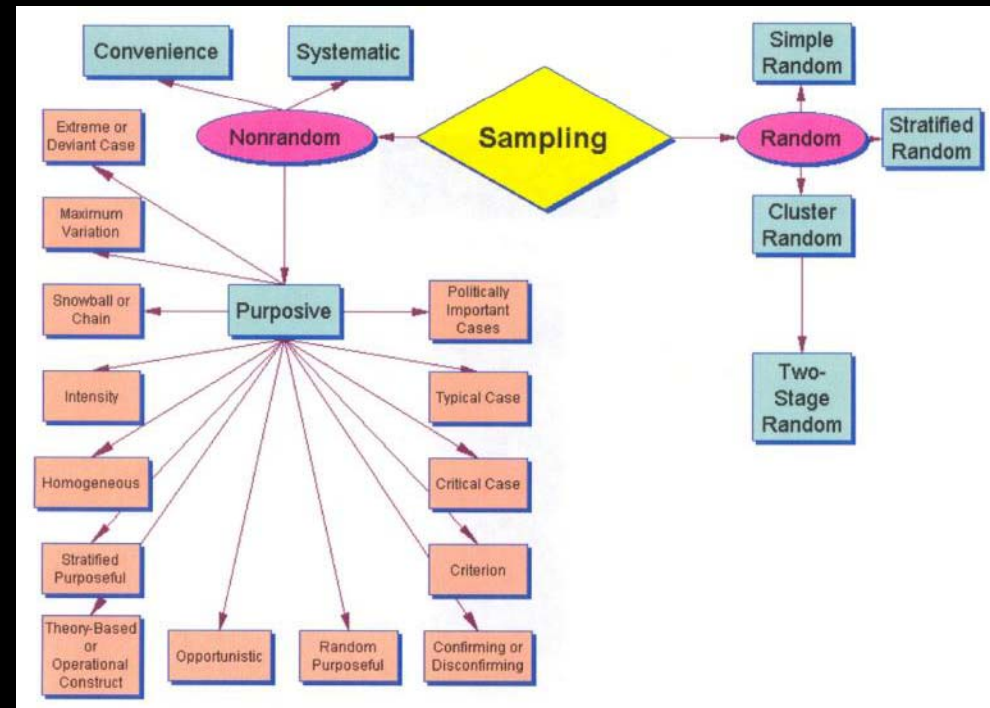 Convenience
Systematic
Simple
Random
Extreme or
Deviant Case
Nonrandom
Sampling
Random
Stratified
Random
Maximum
Variation
Cluster
Random
Snowball or
Chain
Purposive
Politically
Important
Cases
Intensity
Typical Case
Two-
Stage
Random
Homogeneous
Critical Case
Stratified
Purposeful
Criterion
Theory-Based
or
Operational
Construct
Opportunistic
Random
Purposeful
Confirming or
Disconfirming